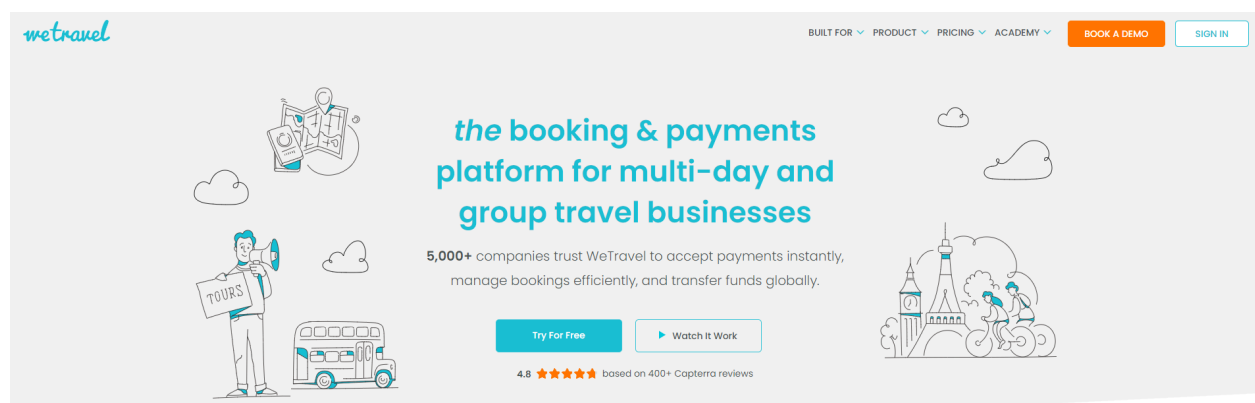 wetravel
BUILT FOR PRODUCT PRICING ACADEMY BOOK A DEMO SIGN IN
the booking & payments
platform for multi-day and
group travel businesses
5,000+ companies trust WeTravel to accept payments instantly,
manage bookings efficiently, and transfer funds globally.
TOURS
Try For Free Watch It Work
4.8 based on 400+ Capterra reviews